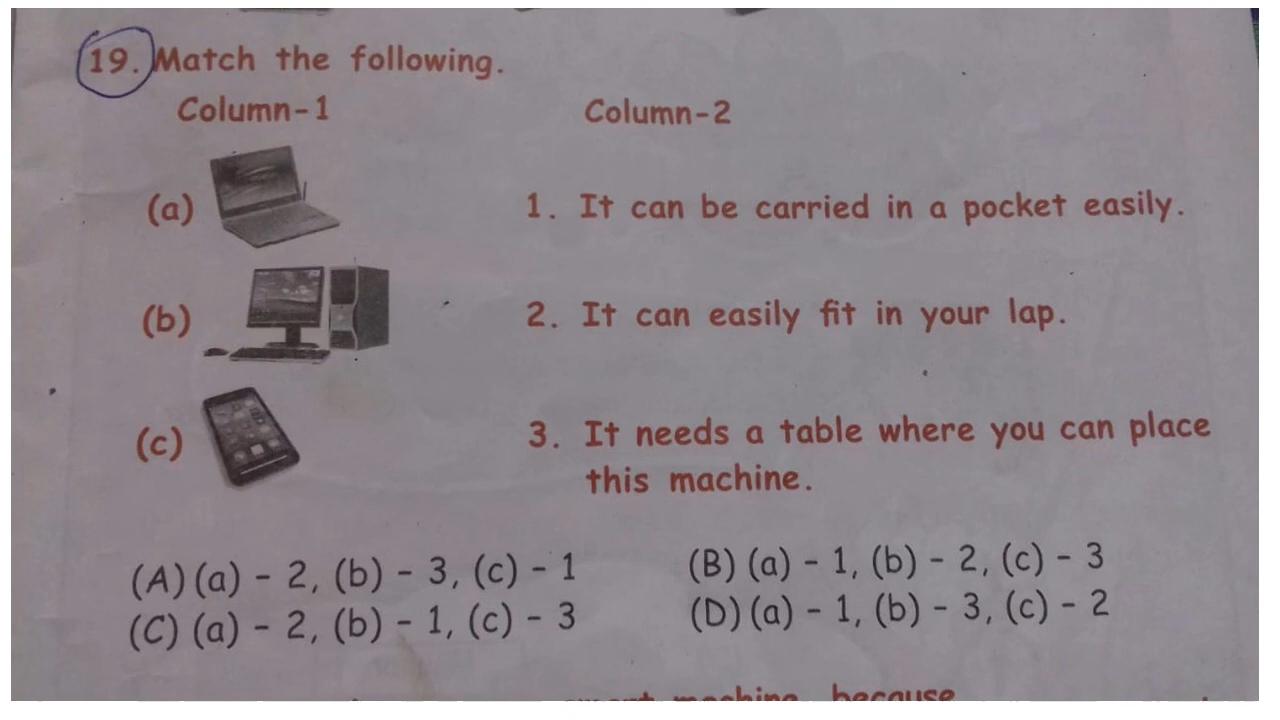 19. Match the following.
Column-1 Column-2
(a) 1. It can be carried in a pocket easily.
(b) 2. It can easily fit in your lap.
(c) 3. It needs a table where you can place
this machine.
(A) (a) - 2, (b) - 3, (c) - 1 (B) (a) - 1, (b) - 2, (c) - 3
(C) (a) - 2, (b) - 1, (c) - 3 (D) (a) - 1, (b) - 3, (c) - 2
machine, because